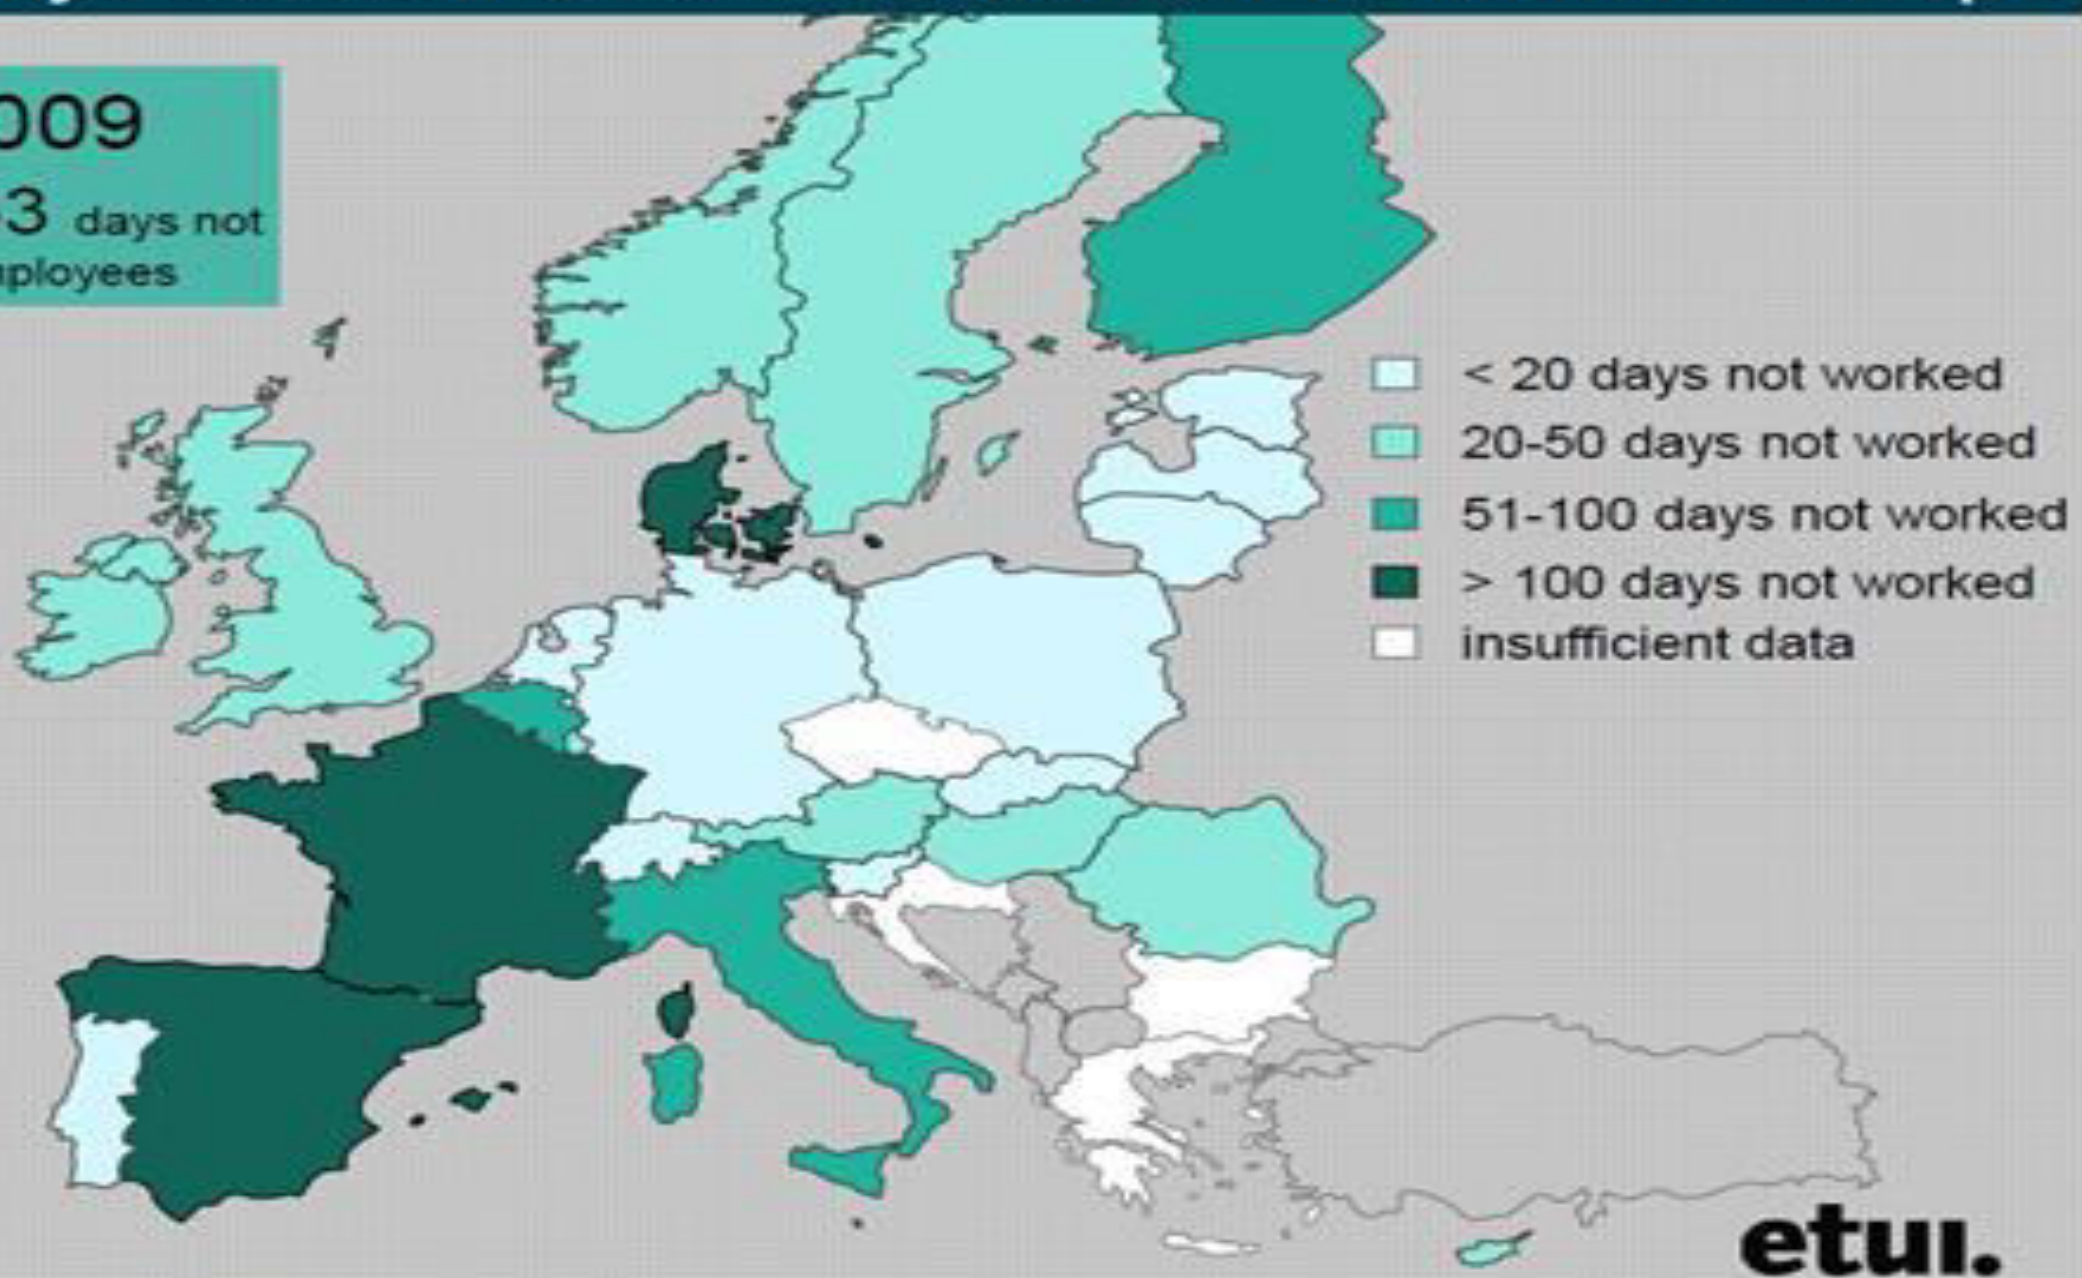 009
3 days not
ployees
< 20 days not worked
20-50 days not worked
51-100 days not worked
> 100 days not worked
insufficient data
etui.